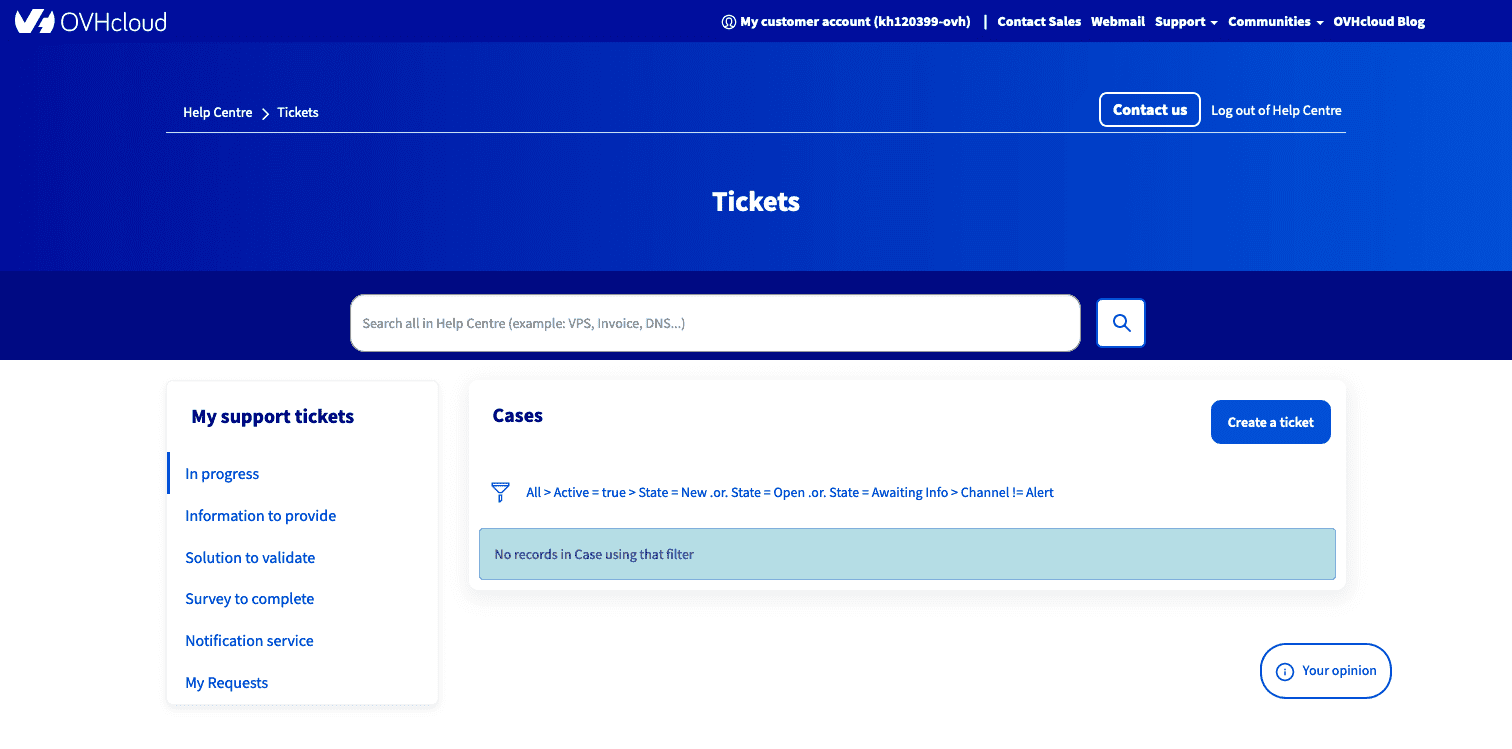 OVHcloud
My customer account (kh120399-ovh) | Contact Sales Webmail Support Communities OVHcloud Blog
Help Centre Tickets
Contact us Log out of Help Centre
Tickets
Search all in Help Centre (example: VPS, Invoice, DNS...)
My support tickets
In progress
Information to provide
Solution to validate
Survey to complete
Notification service
My Requests
Cases
Create a ticket
All > Active = true > State = New .or. State = Open .or. State = Awaiting Info > Channel != Alert
No records in Case using that filter
Your opinion